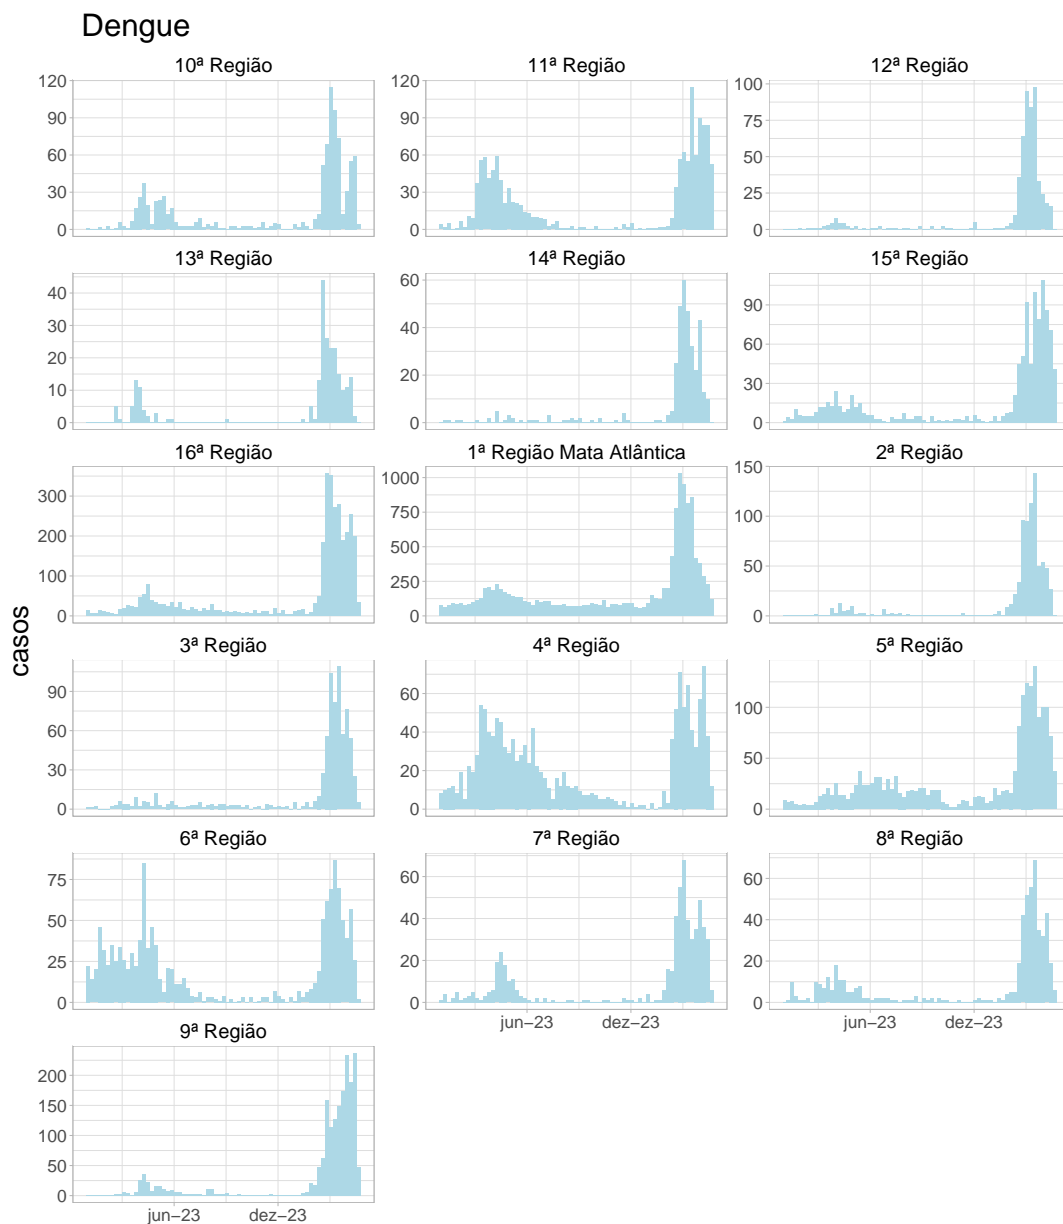 Dengue
10ª Região
11ª Região
12ª Região
120
90
60
30
0
120
90
60
30
0
100
75
50
25
0
13ª Região
14ª Região
15ª Região
40
30
20
10
0
60
40
20
0
90
60
30
0
16ª Região
1ª Região Mata Atlântica
2ª Região
300
200
100
0
1000
750
500
250
0
150
100
50
0
casos
3ª Região
4ª Região
5ª Região
90
60
30
0
60
40
20
0
100
50
0
6ª Região
7ª Região
8ª Região
75
50
25
0
60
40
20
0
60
40
20
0
jun−23
dez−23
jun−23
dez−23
9ª Região
200
150
100
50
0
jun−23
dez−23